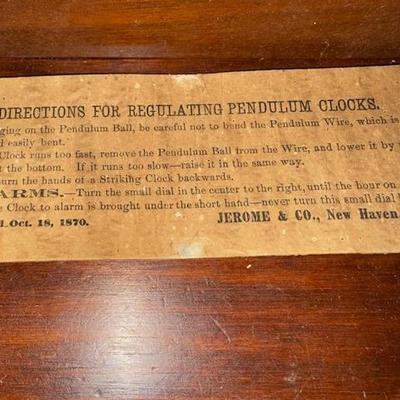 DIRECTIONS FOR REGULATING PENDULUM CLOCKS.
ging on the Pendulum Ball, be careful not to bend the Pendulum Wire, which is
d easily bent.
Clock runs too fast, remove the Pendulum Ball from the Wire, and lower it by
t the bottom. If it runs too slow—raise it in the same way.
turn the hands of a Striking Clock backwards.
ARMS.—Turn the small dial in the center to the right, until the hour on
e Clock to alarm is brought under the short hand—never turn this small dial
d Oct. 18, 1870. JEROME & CO., New Haven,